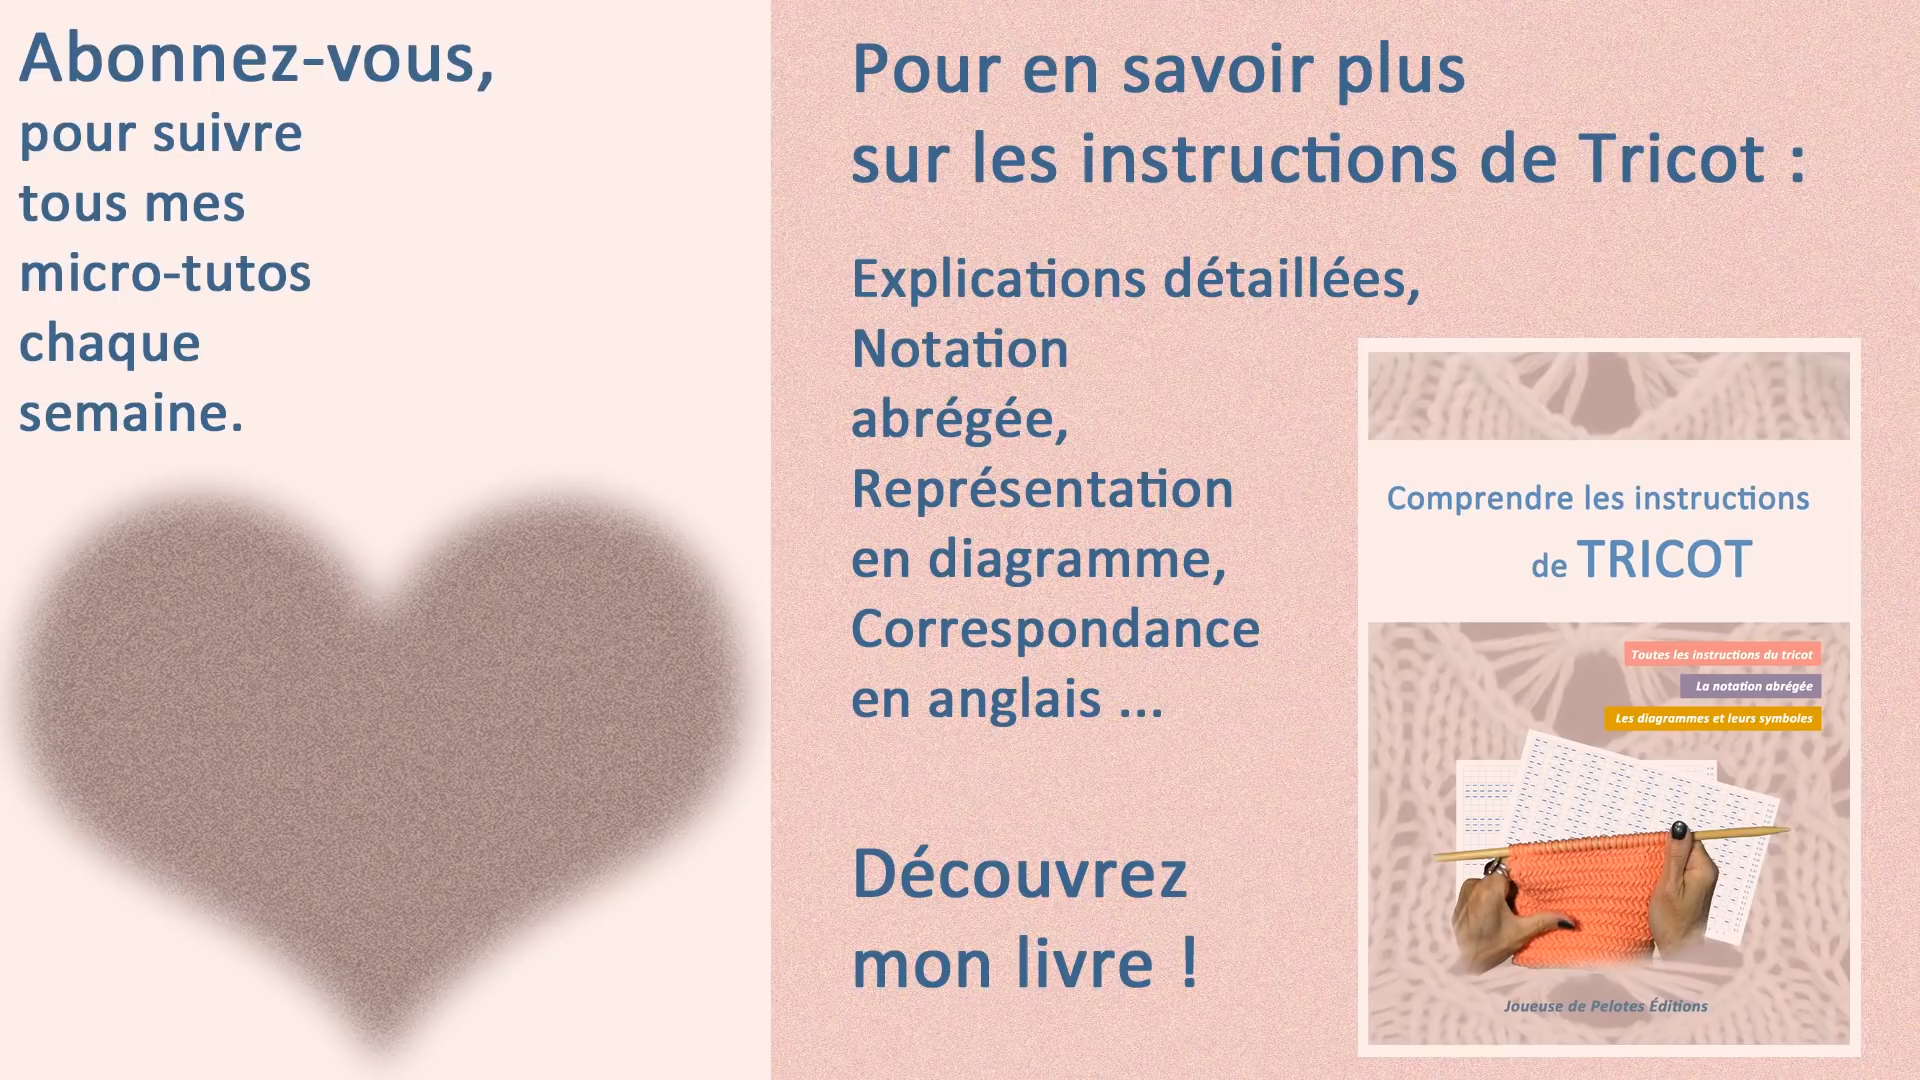 Abonnez-vous,
pour suivre
tous mes
micro-tutos
chaque
semaine.
Pour en savoir plus
sur les instructions de Tricot :
Explications détaillées,
Notation
abrégée,
Représentation
en diagramme,
Correspondance
en anglais ...
Découvrez
mon livre !
Comprendre les instructions
de TRICOT
Toutes les instructions du tricot
La notation abrégée
Les diagrammes et leurs symboles
Joueuse de Pelotes Éditions